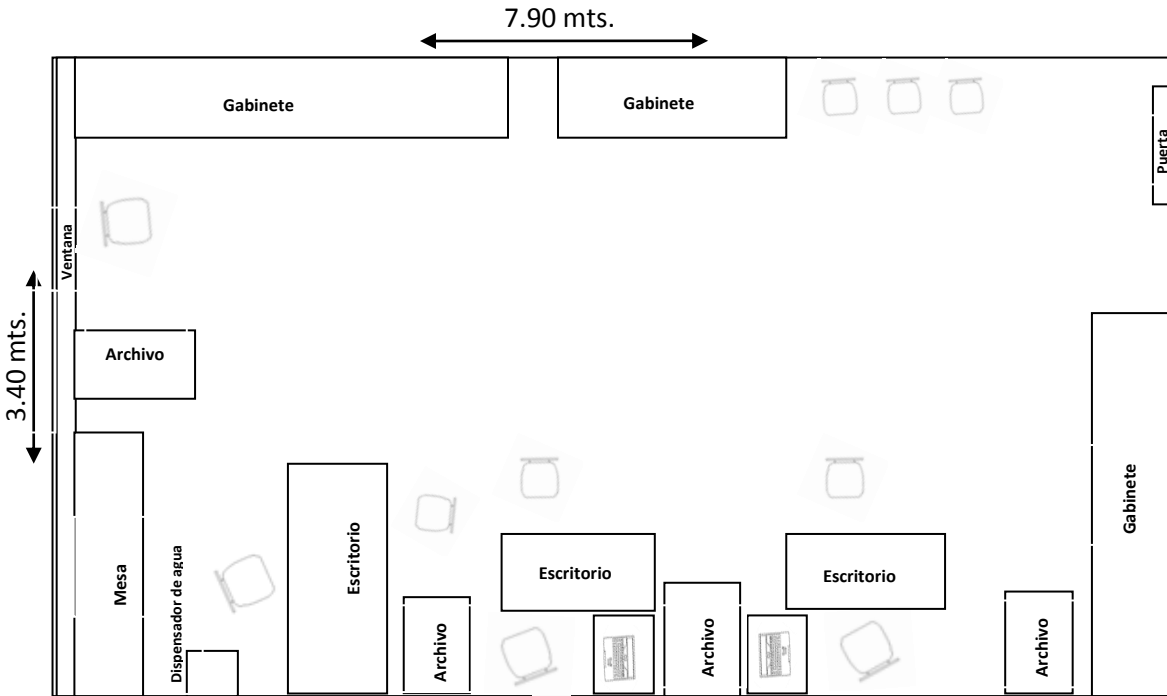 7.90 mts.
Gabinete
Gabinete
Puerta
Ventana
3.40 mts.
Archivo
Gabinete
Mesa
Dispensador de agua
Escritorio
Escritorio
Escritorio
Archivo
Archivo
Archivo